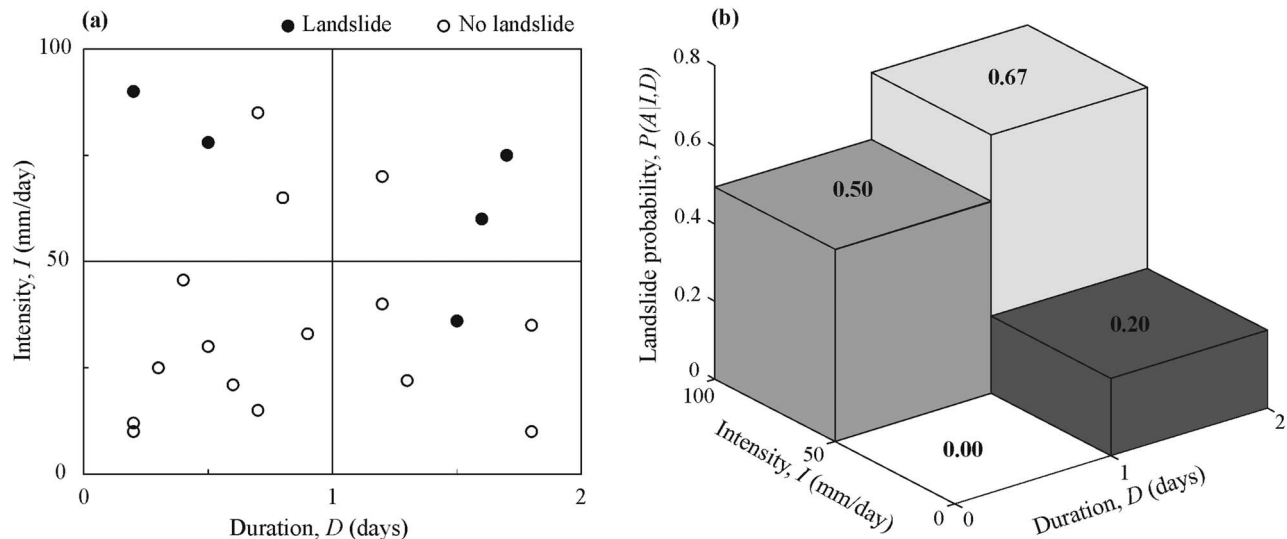 (a)
Landslide
No landslide
100
50
0
0
1
2
Intensity, I (mm/day)
Duration, D (days)
(b)
0.8
0.6
0.4
0.2
0
Landslide probability, P(A|I,D)
0.67
0.50
0.20
0.00
100
50
0
Intensity, I (mm/day)
0
1
2
Duration, D (days)